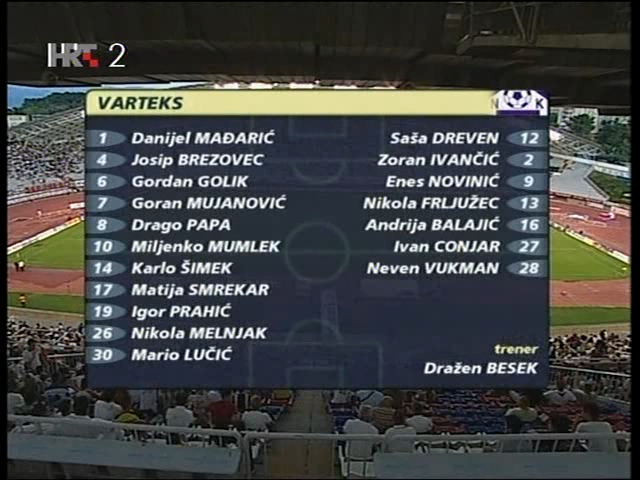 HRT 2
VARTEKS
N K
1 Danijel MAĐARIĆ
4 Josip BREZOVEC
6 Gordan GOLIK
7 Goran MUJANOVIĆ
8 Drago PAPA
10 Miljenko MUMLEK
14 Karlo ŠIMEK
17 Matija SMREKAR
19 Igor PRAHIĆ
26 Nikola MELNJAK
30 Mario LUČIĆ
Saša DREVEN 12
Zoran IVANČIĆ 2
Enes NOVINIĆ 9
Nikola FRLJUŽEC 13
Andrija BALAJIĆ 16
Ivan CONJAR 27
Neven VUKMAN 28
trener
Dražen BESEK